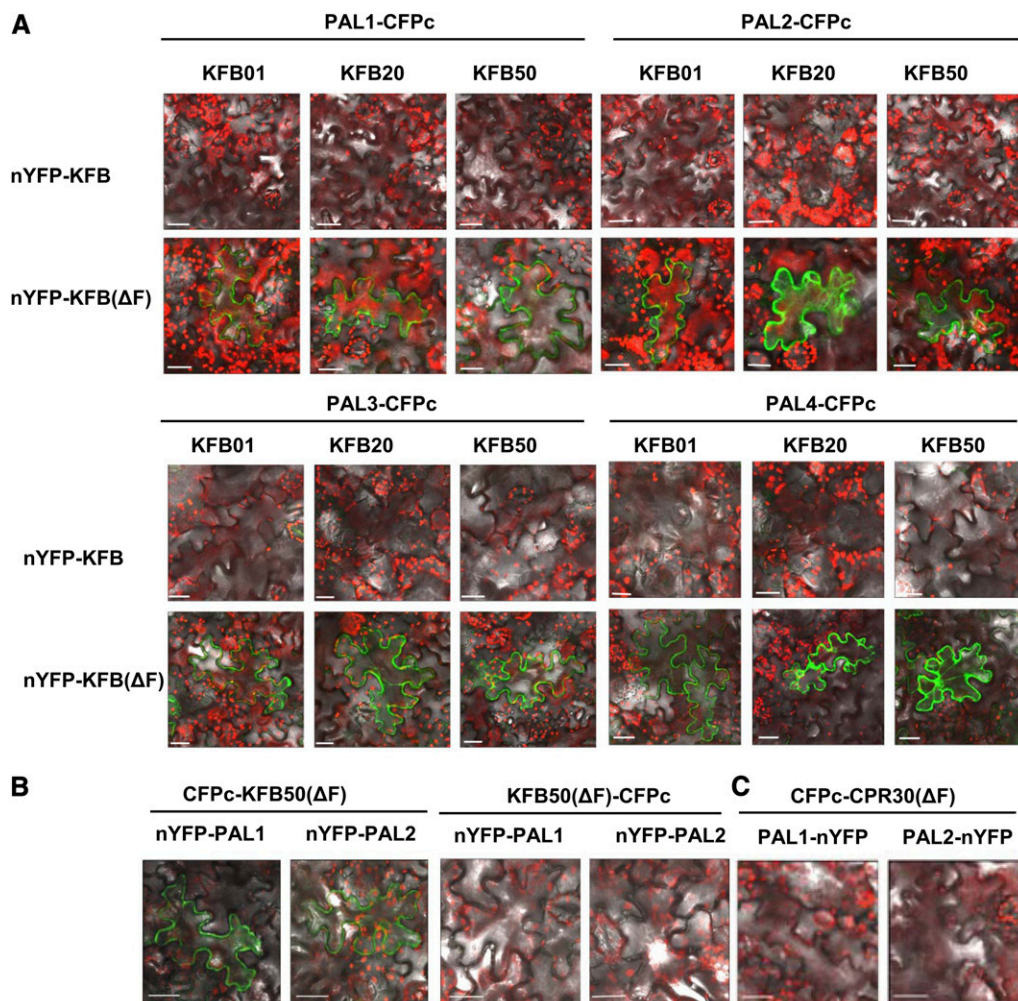 A
PAL1-CFPc PAL2-CFPc
KFB01 KFB20 KFB50 KFB01 KFB20 KFB50
nYFP-KFB
nYFP-KFB(ΔF)
PAL3-CFPc PAL4-CFPc
KFB01 KFB20 KFB50 KFB01 KFB20 KFB50
nYFP-KFB
nYFP-KFB(ΔF)
B C
CFPc-KFB50(ΔF) KFB50(ΔF)-CFPc CFPc-CPR30(ΔF)
nYFP-PAL1 nYFP-PAL2 nYFP-PAL1 nYFP-PAL2 PAL1-nYFP PAL2-nYFP